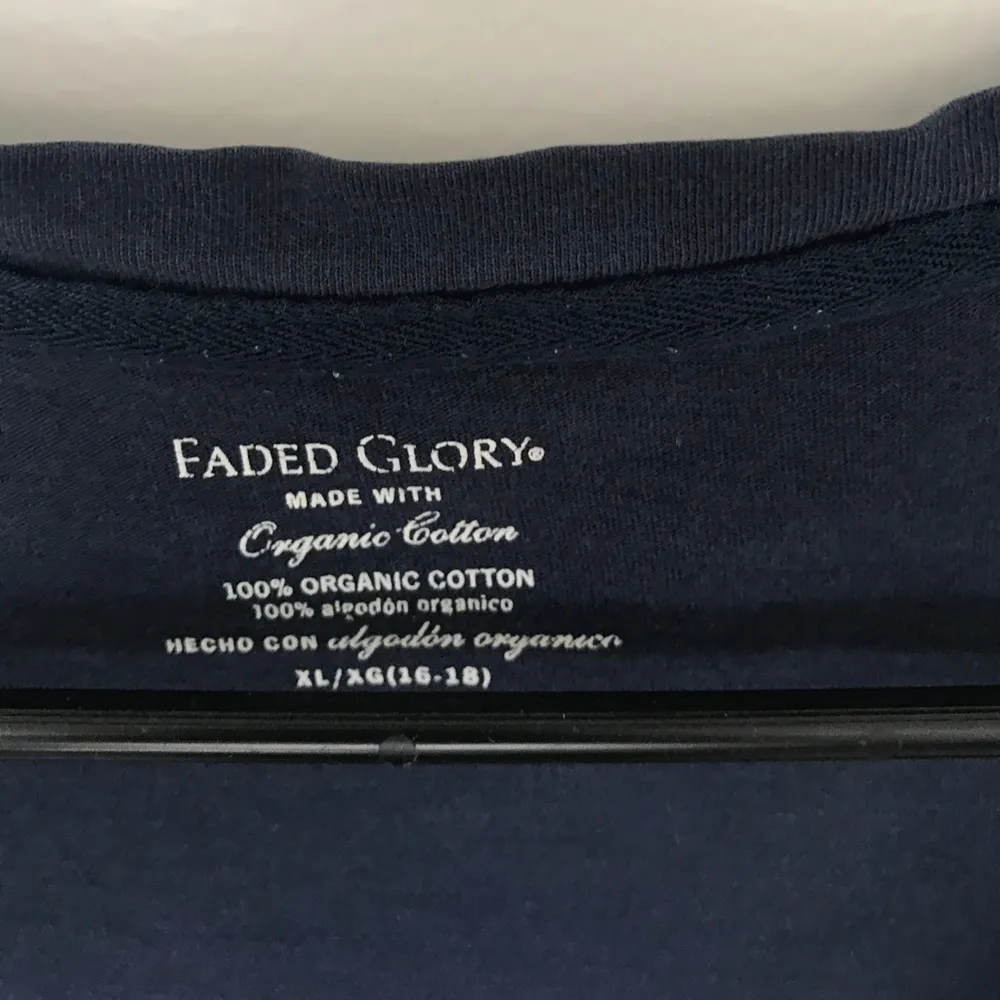 FADED GLORY®
MADE WITH
Organic Cotton
100% ORGANIC COTTON
100% algodón organico
HECHO CON algodón organico
XL/XG(16-18)